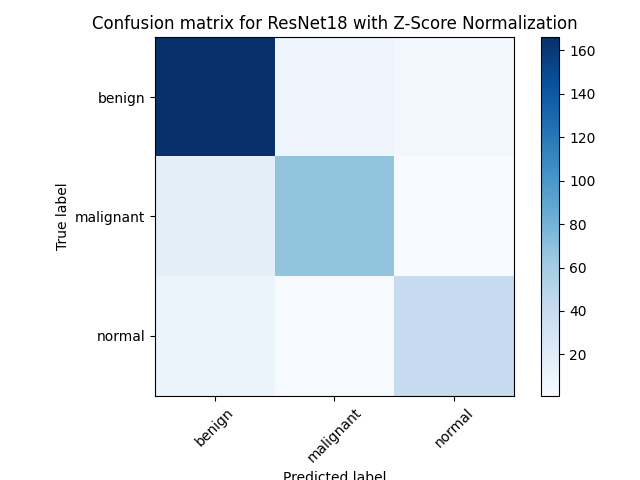 Confusion matrix for ResNet18 with Z-Score Normalization
True label
benign
malignant
normal
benign
malignant
normal
Predicted label
160
140
120
100
80
60
40
20